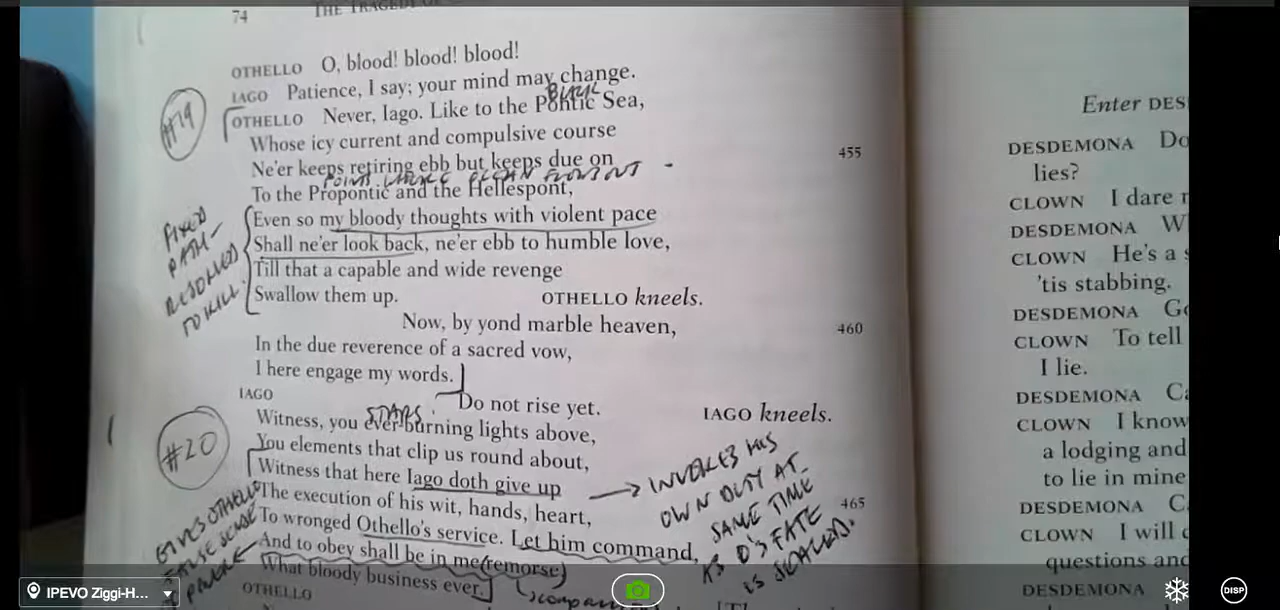 74 THE TRAGEDY OF
OTHELLO O, blood! blood! blood!
IAGO Patience, I say; your mind may change.
BLACK
#19
OTHELLO Never, Iago. Like to the Pontic Sea,
Whose icy current and compulsive course
Ne'er keeps retiring ebb but keeps due on 455
POINTS WHERE OCEAN FLOWS OUT
To the Propontic and the Hellespont,
Even so my bloody thoughts with violent pace
Shall ne'er look back, ne'er ebb to humble love,
Till that a capable and wide revenge
Swallow them up. OTHELLO kneels.
FIXED
PATH-
RESOLVED
TO KILL
Now, by yond marble heaven, 460
In the due reverence of a sacred vow,
I here engage my words.
IAGO Do not rise yet. IAGO kneels.
STARS
Witness, you ever-burning lights above,
#20
You elements that clip us round about,
Witness that here Iago doth give up
The execution of his wit, hands, heart, 465
To wronged Othello's service. Let him command,
And to obey shall be in me (remorse)
What bloody business ever.
OTHELLO
→ INVOKES HIS
OWN DUTY AT
SAME TIME
AS O'S FATE
IS SEALED.
GIVES OTHELLO
FALSE SENSE
Enter DES
DESDEMONA Do
lies?
CLOWN I dare n
DESDEMONA W
CLOWN He's a s
'tis stabbing.
DESDEMONA Go
CLOWN To tell
I lie.
DESDEMONA Ca
CLOWN I know
a lodging and
to lie in mine
DESDEMONA Ca
CLOWN I will c
questions and
DESDEMONA
IPEVO Ziggi-H...
DISP